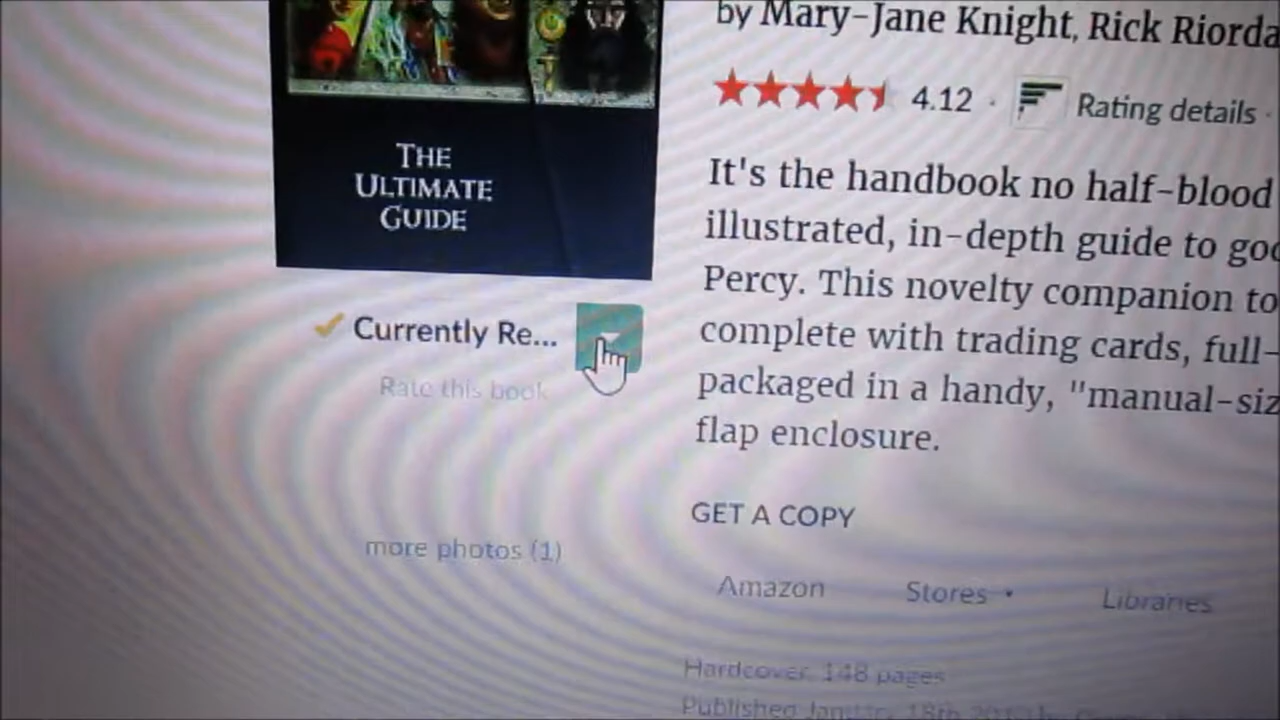 by Mary-Jane Knight, Rick Riorda
4.12 · Rating details ·
THE
ULTIMATE
GUIDE
It's the handbook no half-blood
illustrated, in-depth guide to goo
Percy. This novelty companion to
complete with trading cards, full-
packaged in a handy, "manual-siz
flap enclosure.
Currently Re...
Rate this book
more photos (1)
GET A COPY
Amazon
Stores
Libraries
Hardcover, 148 pages
Published 18th